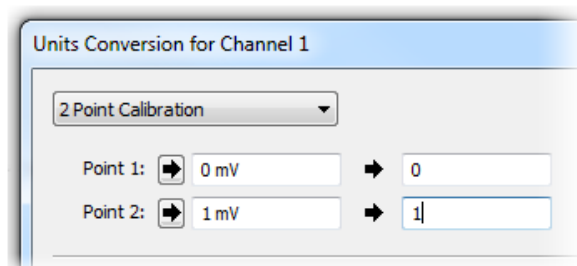 Units Conversion for Channel 1
2 Point Calibration
Point 1: 0 mV 0
Point 2: 1 mV 1